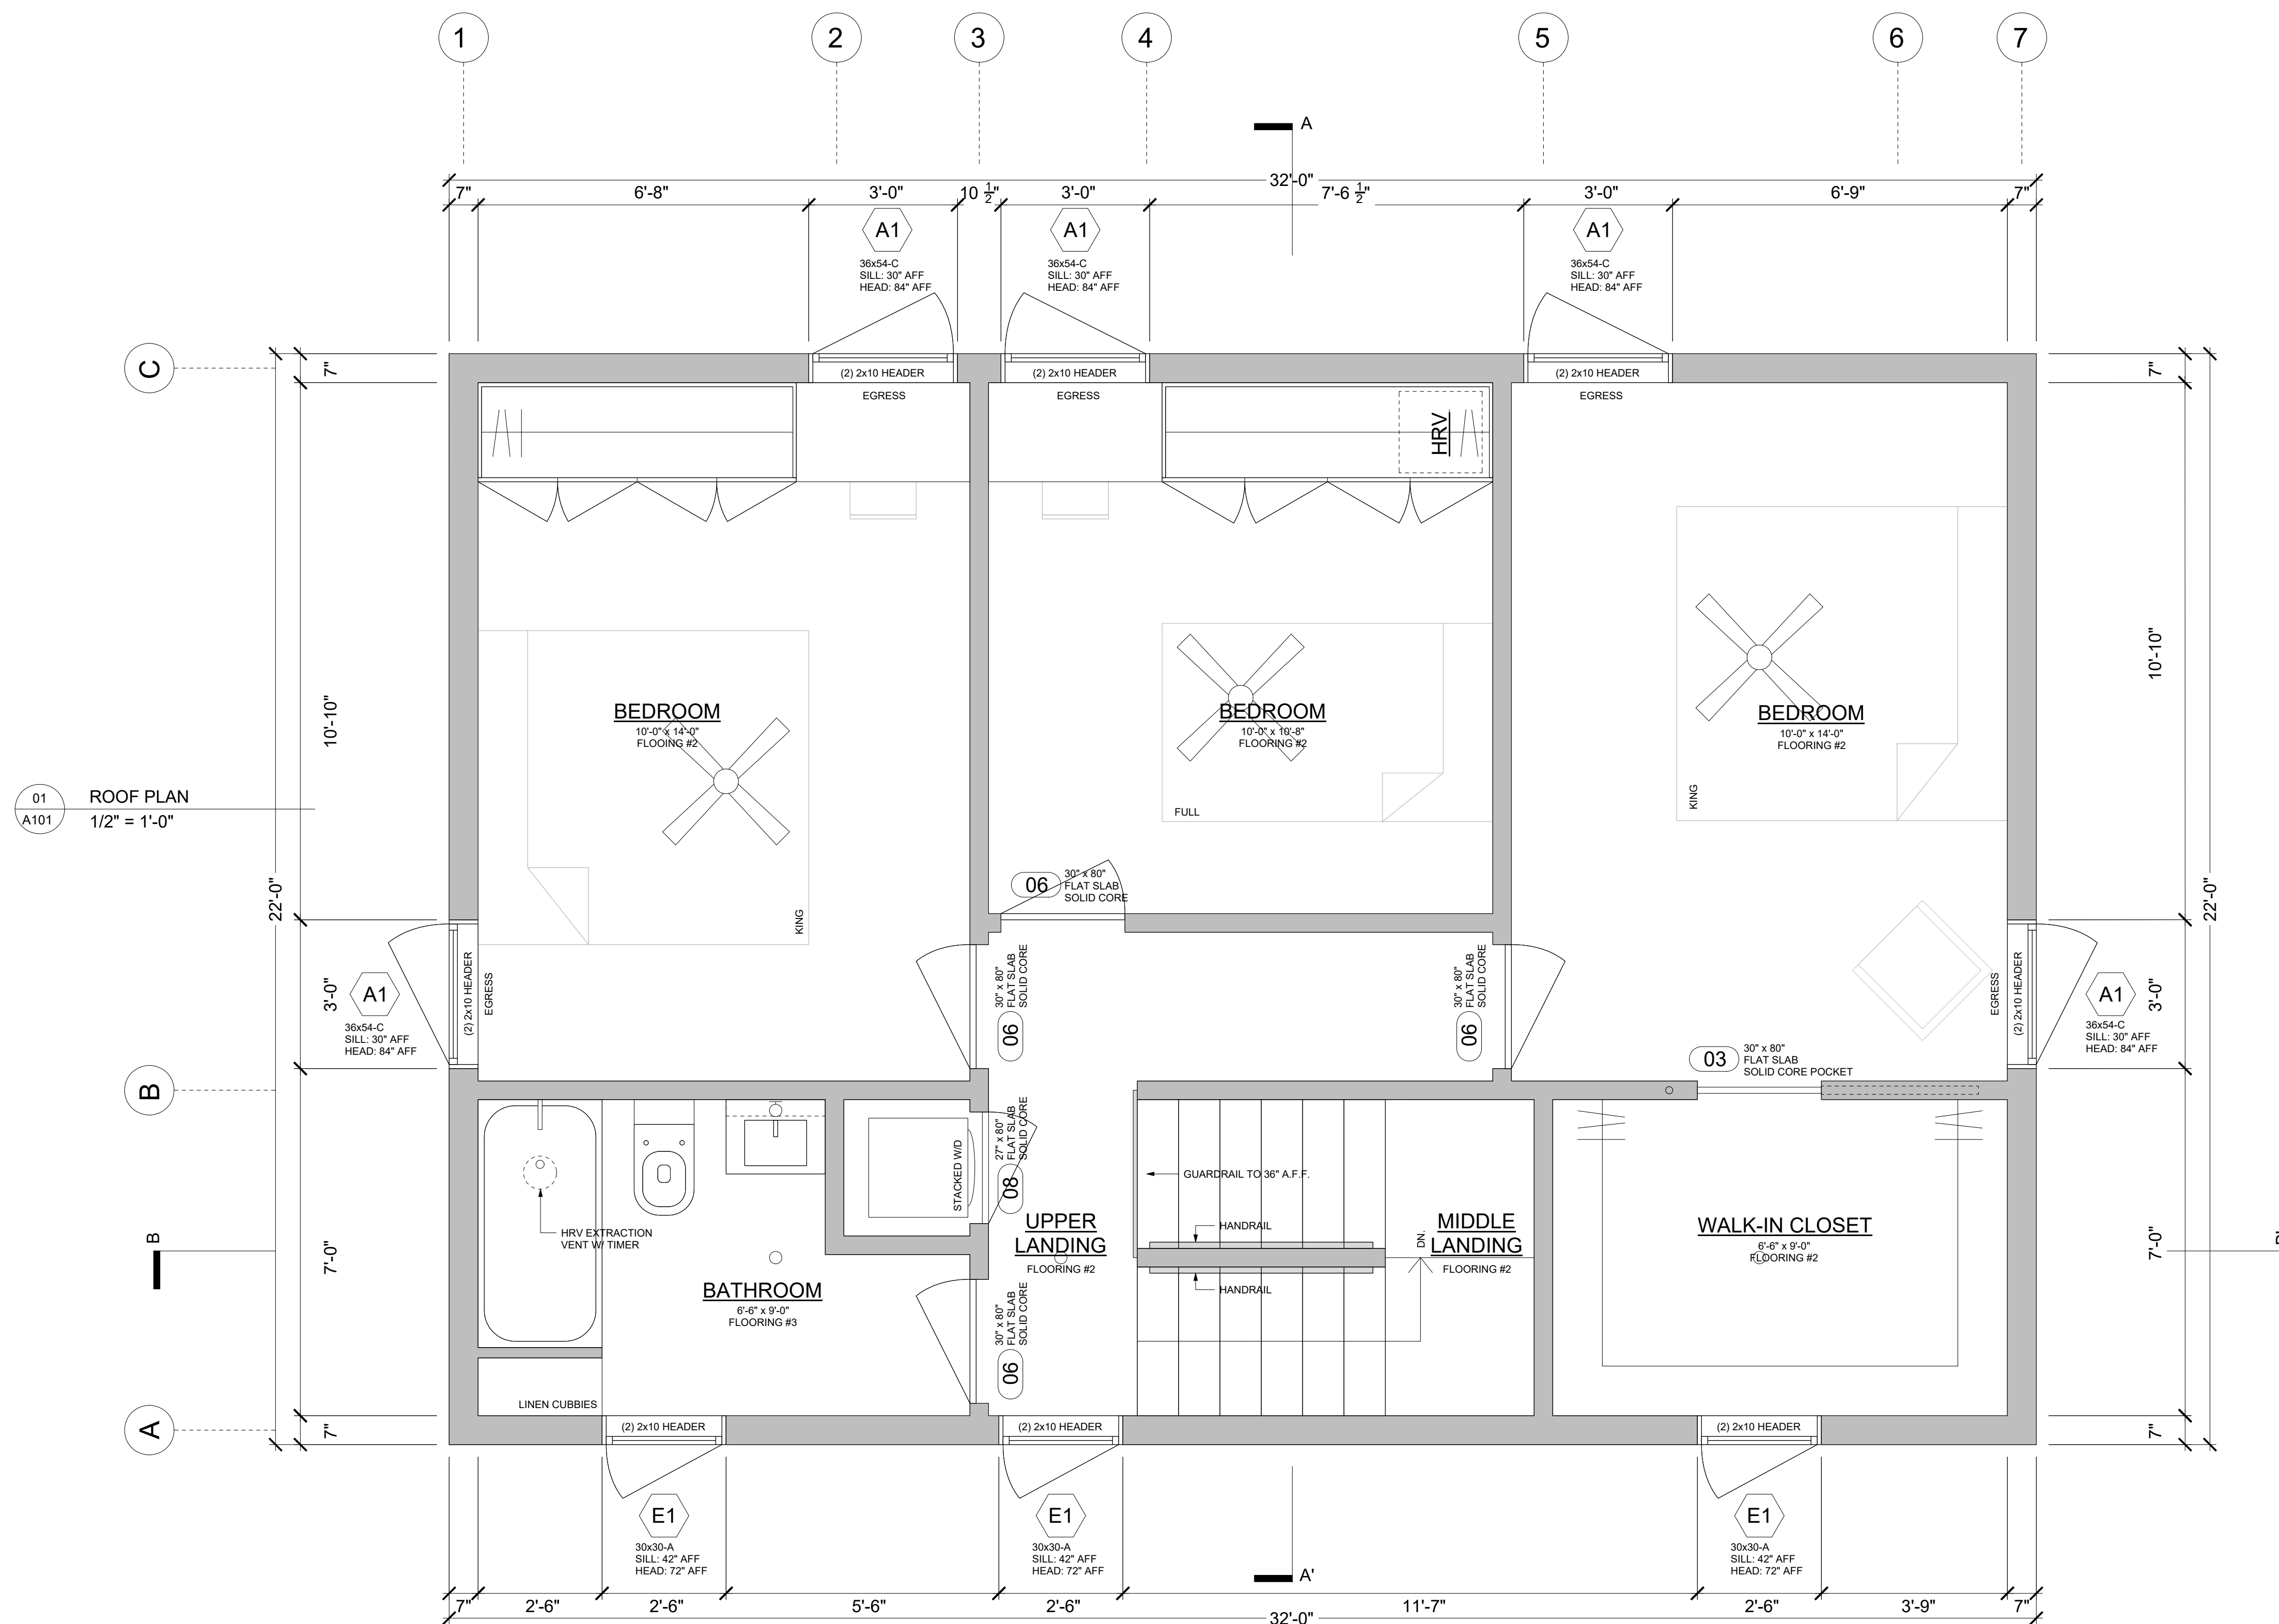 1 2 3 4 5 6 7
A
32'-0"
7" 6'-8" 3'-0" 10 1/2" 3'-0" 7'-6 1/2" 3'-0" 6'-9" 7"
A1
36x54-C
SILL: 30" AFF
HEAD: 84" AFF
A1
36x54-C
SILL: 30" AFF
HEAD: 84" AFF
A1
36x54-C
SILL: 30" AFF
HEAD: 84" AFF
C
7"
(2) 2x10 HEADER
EGRESS
(2) 2x10 HEADER
EGRESS
(2) 2x10 HEADER
EGRESS
7"
HRV
10'-10"
BEDROOM
10'-0" x 14'-0"
FLOOING #2
KING
BEDROOM
10'-0" x 10'-8"
FLOORING #2
FULL
BEDROOM
10'-0" x 14'-0"
FLOORING #2
KING
10'-10"
01
A101
ROOF PLAN
1/2" = 1'-0"
22'-0"
22'-0"
06
30" x 80"
FLAT SLAB
SOLID CORE
3'-0"
A1
36x54-C
SILL: 30" AFF
HEAD: 84" AFF
(2) 2x10 HEADER
EGRESS
06
30" x 80"
FLAT SLAB
SOLID CORE
06
30" x 80"
FLAT SLAB
SOLID CORE
EGRESS
(2) 2x10 HEADER
A1
36x54-C
SILL: 30" AFF
HEAD: 84" AFF
3'-0"
03
30" x 80"
FLAT SLAB
SOLID CORE POCKET
B
08
27" x 80"
FLAT SLAB
SOLID CORE
STACKED W/D
GUARDRAIL TO 36" A.F.F.
HANDRAIL
HANDRAIL
UPPER
LANDING
FLOORING #2
DN.
MIDDLE
LANDING
FLOORING #2
WALK-IN CLOSET
6'-6" x 9'-0"
FLOORING #2
B
7'-0"
HRV EXTRACTION
VENT W/ TIMER
7'-0"
BATHROOM
6'-6" x 9'-0"
FLOORING #3
06
30" x 80"
FLAT SLAB
SOLID CORE
LINEN CUBBIES
A
7"
(2) 2x10 HEADER
(2) 2x10 HEADER
(2) 2x10 HEADER
7"
E1
30x30-A
SILL: 42" AFF
HEAD: 72" AFF
E1
30x30-A
SILL: 42" AFF
HEAD: 72" AFF
E1
30x30-A
SILL: 42" AFF
HEAD: 72" AFF
A'
7" 2'-6" 2'-6" 5'-6" 2'-6" 11'-7" 2'-6" 3'-9" 7"
32'-0"